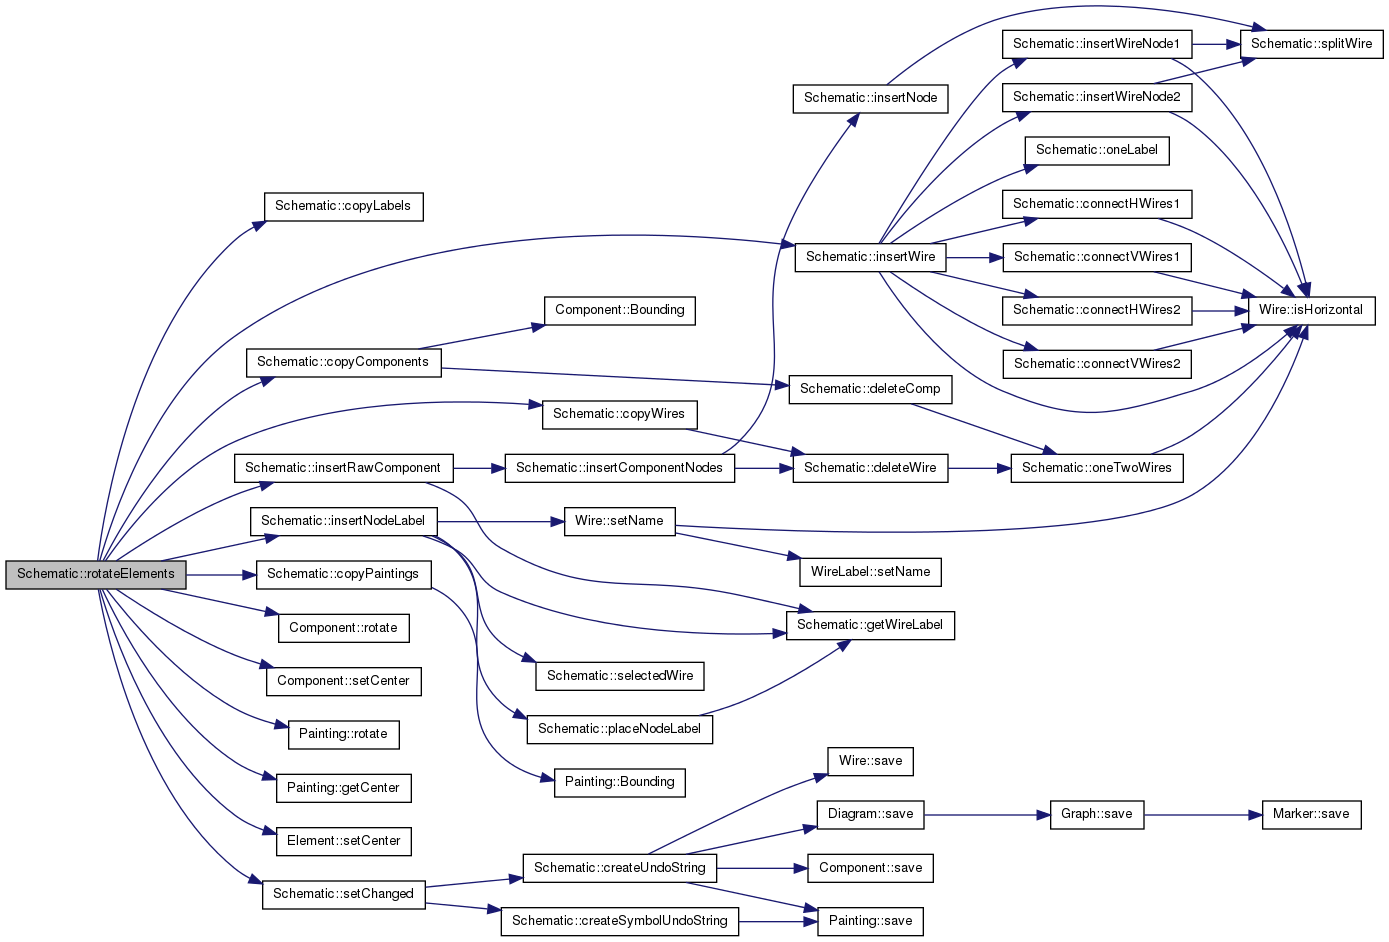 Schematic::rotateElements
Schematic::copyLabels
Schematic::copyComponents
Schematic::insertRawComponent
Schematic::insertNodeLabel
Schematic::copyPaintings
Component::rotate
Component::setCenter
Painting::rotate
Painting::getCenter
Element::setCenter
Schematic::setChanged
Component::Bounding
Schematic::copyWires
Schematic::insertComponentNodes
Wire::setName
Schematic::selectedWire
Schematic::placeNodeLabel
Painting::Bounding
Schematic::createUndoString
Schematic::createSymbolUndoString
Schematic::insertNode
Schematic::insertWire
Schematic::deleteComp
Schematic::deleteWire
WireLabel::setName
Schematic::getWireLabel
Wire::save
Diagram::save
Component::save
Painting::save
Schematic::insertWireNode1
Schematic::insertWireNode2
Schematic::oneLabel
Schematic::connectHWires1
Schematic::connectVWires1
Schematic::connectHWires2
Schematic::connectVWires2
Schematic::oneTwoWires
Graph::save
Schematic::splitWire
Wire::isHorizontal
Marker::save